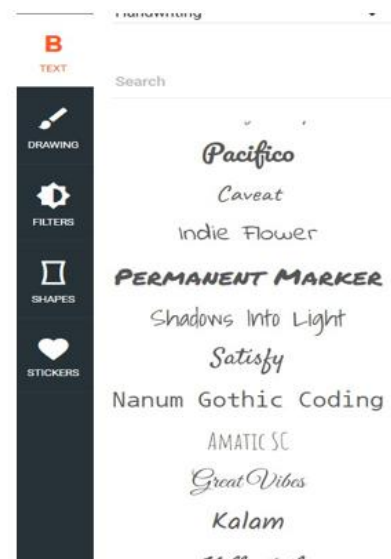 Handwriting
B
TEXT
Search
DRAWING
Pacifico
Caveat
FILTERS
Indie Flower
PERMANENT MARKER
SHAPES
Shadows Into Light
Satisfy
STICKERS
Nanum Gothic Coding
AMATIC SC
Great Vibes
Kalam